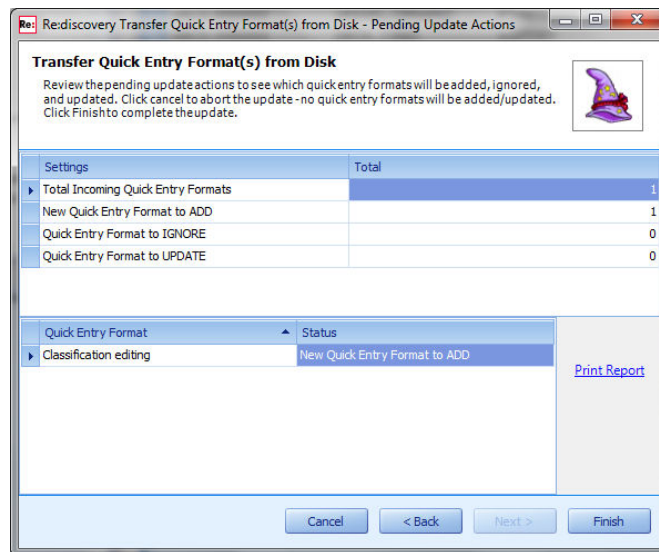 Re: Re:discovery Transfer Quick Entry Format(s) from Disk - Pending Update Actions
Transfer Quick Entry Format(s) from Disk
Review the pending update actions to see which quick entry formats will be added, ignored,
and updated. Click cancel to abort the update - no quick entry formats will be added/updated.
Click Finish to complete the update.
Settings Total
Total Incoming Quick Entry Formats 1
New Quick Entry Format to ADD 1
Quick Entry Format to IGNORE 0
Quick Entry Format to UPDATE 0
Quick Entry Format Status
Classification editing New Quick Entry Format to ADD
Print Report
Cancel < Back Next > Finish